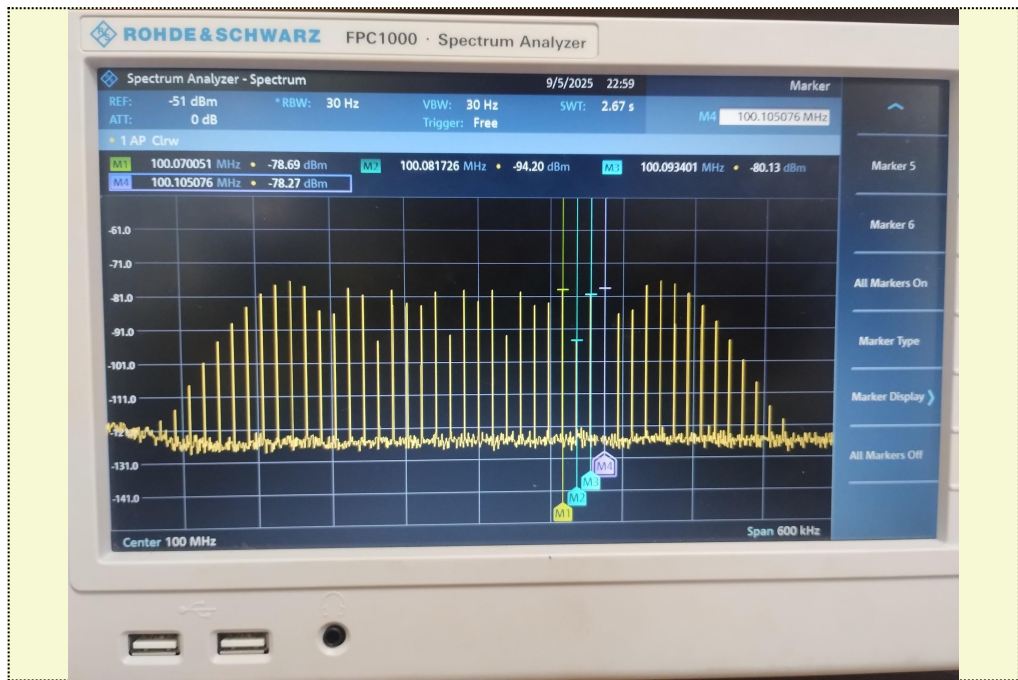 ROHDE&SCHWARZ FPC1000 · Spectrum Analyzer
Spectrum Analyzer - Spectrum 9/5/2025 22:59 Marker
REF: -51 dBm * RBW: 30 Hz VBW: 30 Hz SWT: 2.67 s
ATT: 0 dB Trigger: Free M4 100.105076 MHz
1 AP Clrw
M1 100.070051 MHz • -78.69 dBm M2 100.081726 MHz • -94.20 dBm M3 100.093401 MHz • -80.13 dBm
M4 100.105076 MHz • -78.27 dBm
Marker 5
Marker 6
All Markers On
Marker Type
Marker Display
All Markers Off
-61.0
-71.0
-81.0
-91.0
-101.0
-111.0
-131.0
-141.0
M4
M3
M2
M1
Center 100 MHz Span 600 kHz